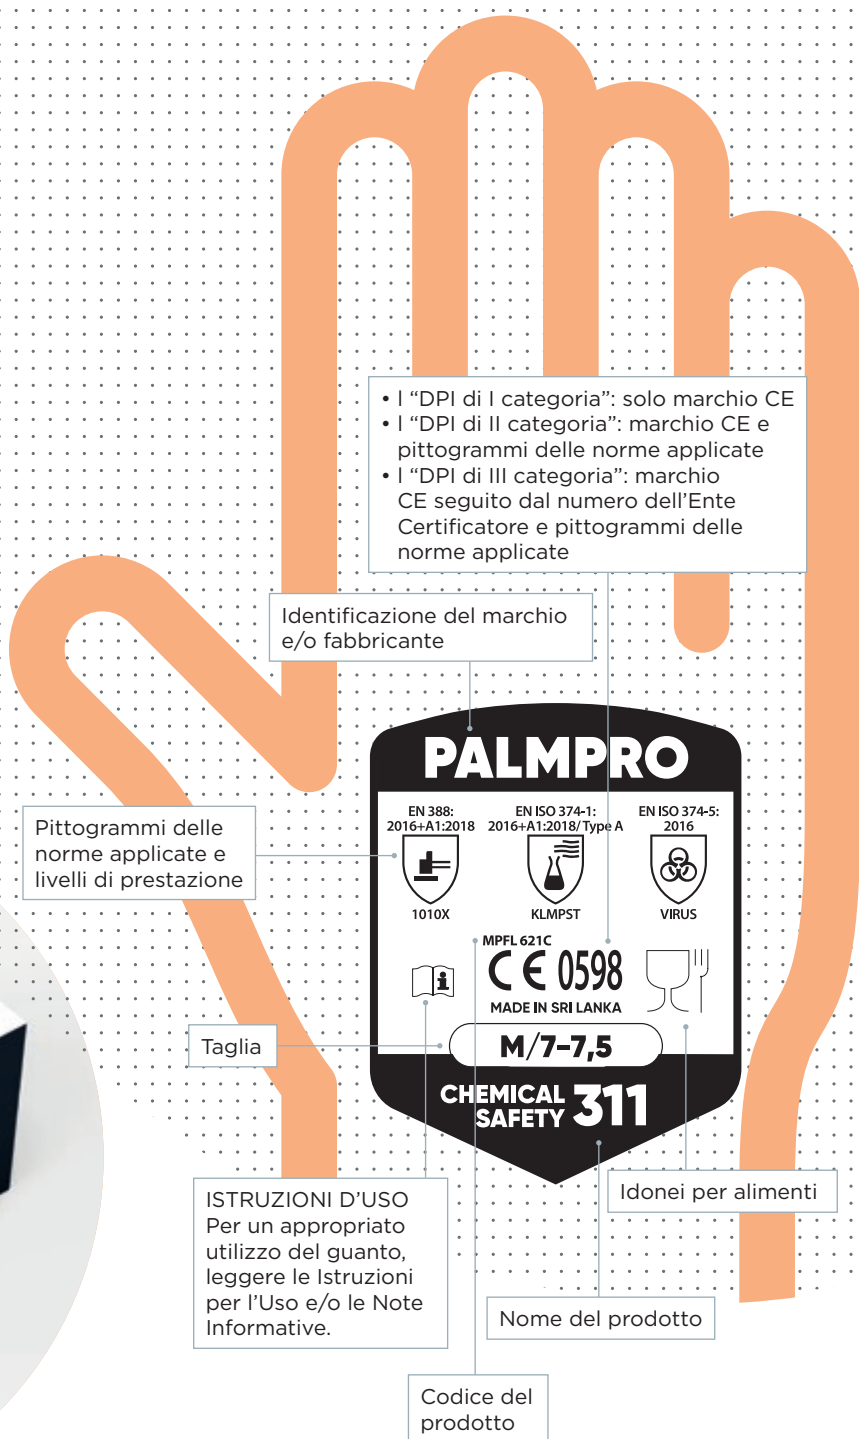 • I “DPI di I categoria”: solo marchio CE
• I “DPI di II categoria”: marchio CE e
pittogrammi delle norme applicate
• I “DPI di III categoria”: marchio
CE seguito dal numero dell’Ente
Certificatore e pittogrammi delle
norme applicate
Identificazione del marchio
e/o fabbricante
PALMPRO
Pittogrammi delle
norme applicate e
livelli di prestazione
EN 388:
2016+A1:2018
1010X
EN ISO 374-1:
2016+A1:2018/Type A
KLMPST
EN ISO 374-5:
2016
VIRUS
MPFL 621C
CE 0598
MADE IN SRI LANKA
Taglia
M/7-7,5
CHEMICAL
SAFETY 311
ISTRUZIONI D’USO
Per un appropriato
utilizzo del guanto,
leggere le Istruzioni
per l’Uso e/o le Note
Informative.
Idonei per alimenti
Nome del prodotto
Codice del
prodotto